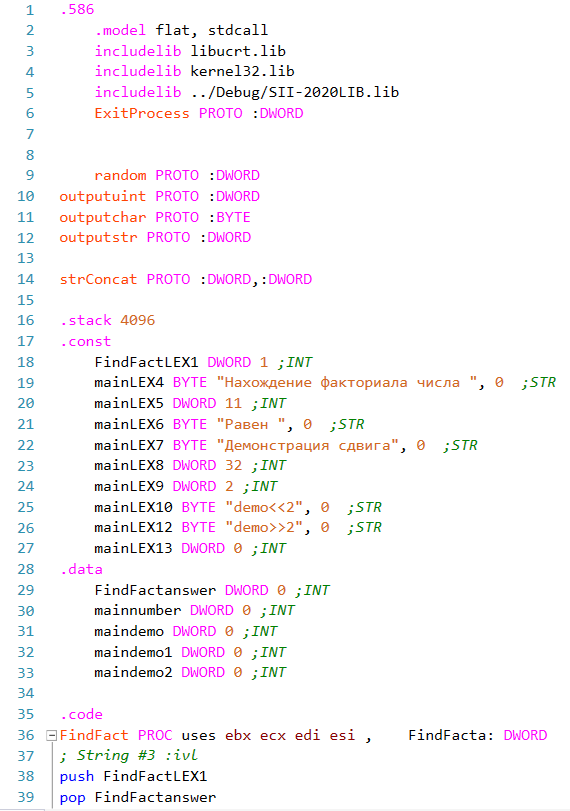 1 .586
2 .model flat, stdcall
3 includelib libucrt.lib
4 includelib kernel32.lib
5 includelib ../Debug/SII-2020LIB.lib
6 ExitProcess PROTO :DWORD
7
8
9 random PROTO :DWORD
10 outputuint PROTO :DWORD
11 outputchar PROTO :BYTE
12 outputstr PROTO :DWORD
13
14 strConcat PROTO :DWORD,:DWORD
15
16 .stack 4096
17 .const
18 FindFactLEX1 DWORD 1 ;INT
19 mainLEX4 BYTE "Нахождение факториала числа ", 0 ;STR
20 mainLEX5 DWORD 11 ;INT
21 mainLEX6 BYTE "Равен ", 0 ;STR
22 mainLEX7 BYTE "Демонстрация сдвига", 0 ;STR
23 mainLEX8 DWORD 32 ;INT
24 mainLEX9 DWORD 2 ;INT
25 mainLEX10 BYTE "demo<<2", 0 ;STR
26 mainLEX12 BYTE "demo>>2", 0 ;STR
27 mainLEX13 DWORD 0 ;INT
28 .data
29 FindFactanswer DWORD 0 ;INT
30 mainnumber DWORD 0 ;INT
31 maindemo DWORD 0 ;INT
32 maindemo1 DWORD 0 ;INT
33 maindemo2 DWORD 0 ;INT
34
35 .code
36 FindFact PROC uses ebx ecx edi esi , FindFacta: DWORD
37 ; String #3 :ivl
38 push FindFactLEX1
39 pop FindFactanswer